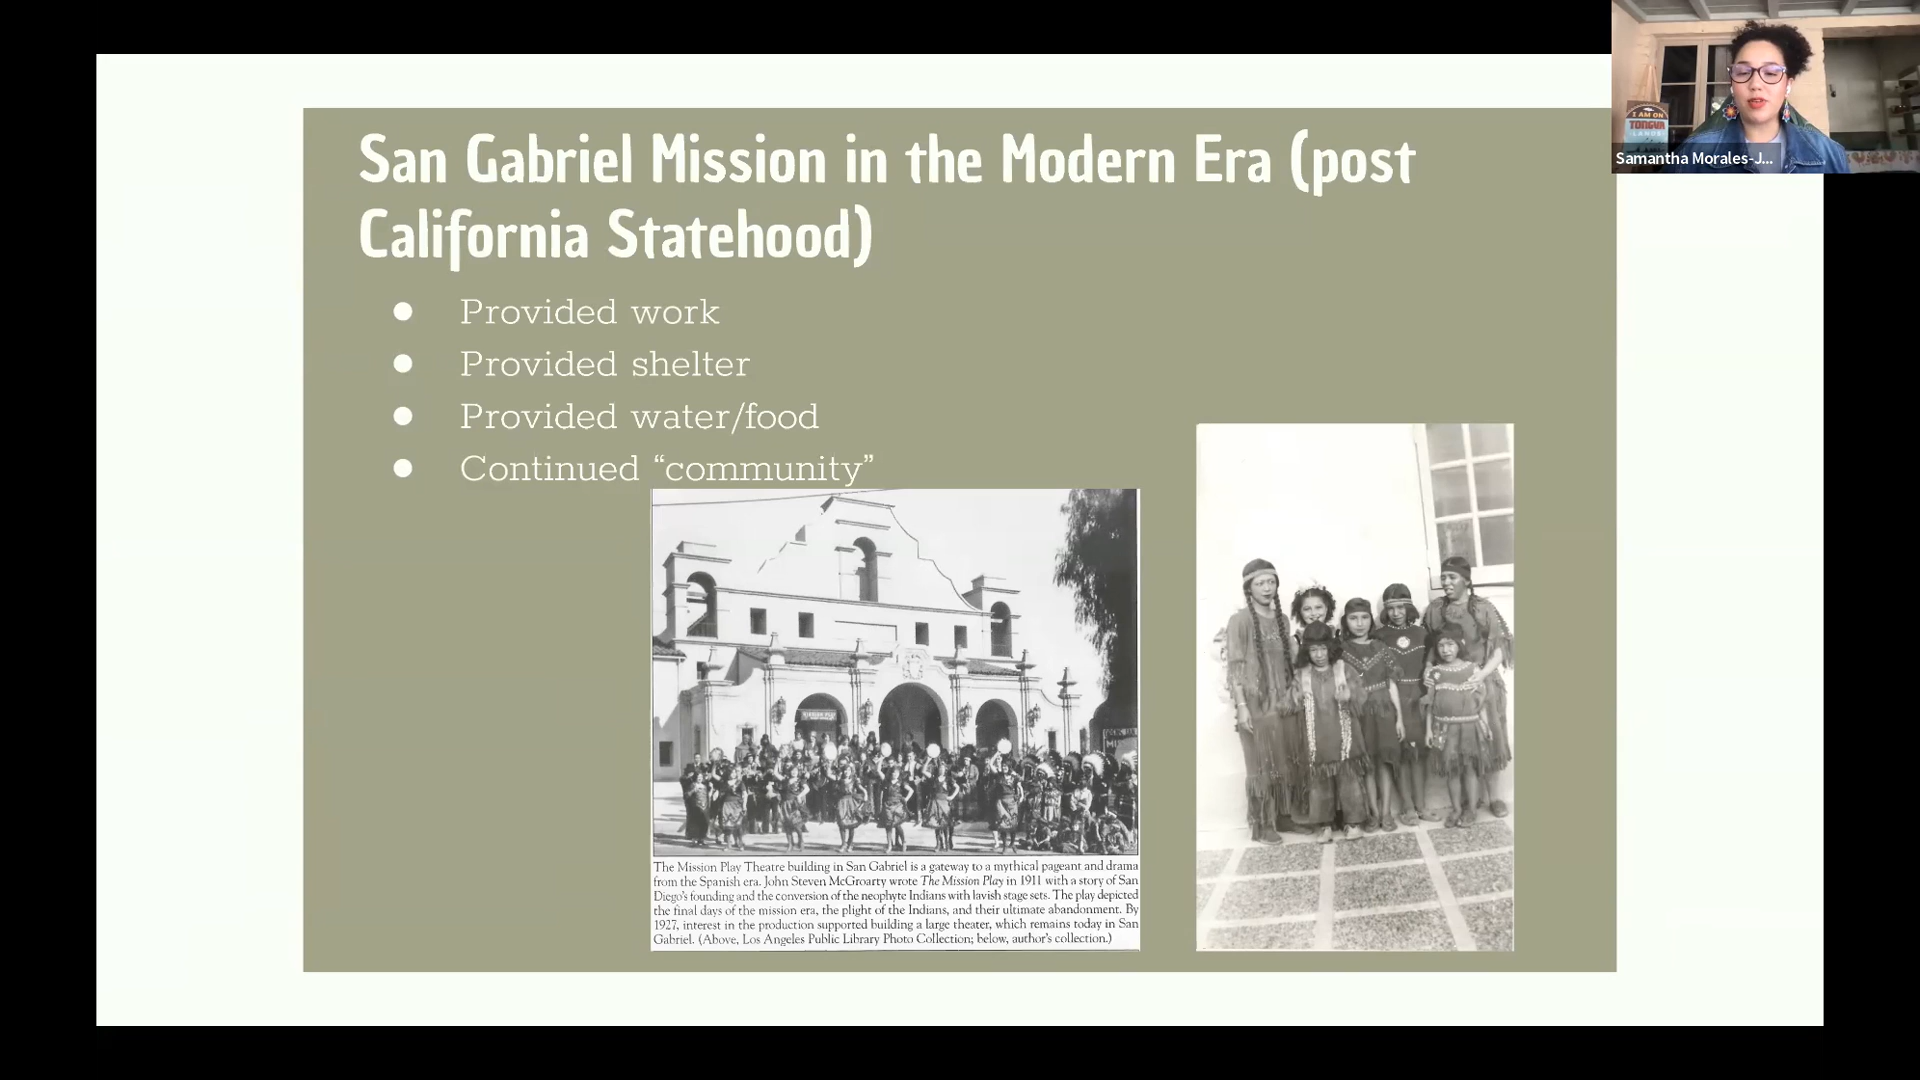 San Gabriel Mission in the Modern Era (post
California Statehood)
● Provided work
● Provided shelter
● Provided water/food
● Continued “community”
The Mission Play Theatre building in San Gabriel is a gateway to a mythical pageant and drama
from the Spanish era. John Steven McGroarty wrote The Mission Play in 1911 with a story of San
Diego's founding and the conversion of the neophyte Indians with lavish stage sets. The play depicted
the final days of the mission era, the plight of the Indians, and their ultimate abandonment. By
1927, interest in the production supported building a large theater, which remains today in San
Gabriel. (Above, Los Angeles Public Library Photo Collection; below, author's collection.)
I AM ON
TONGVA
LAND
Samantha Morales-J...